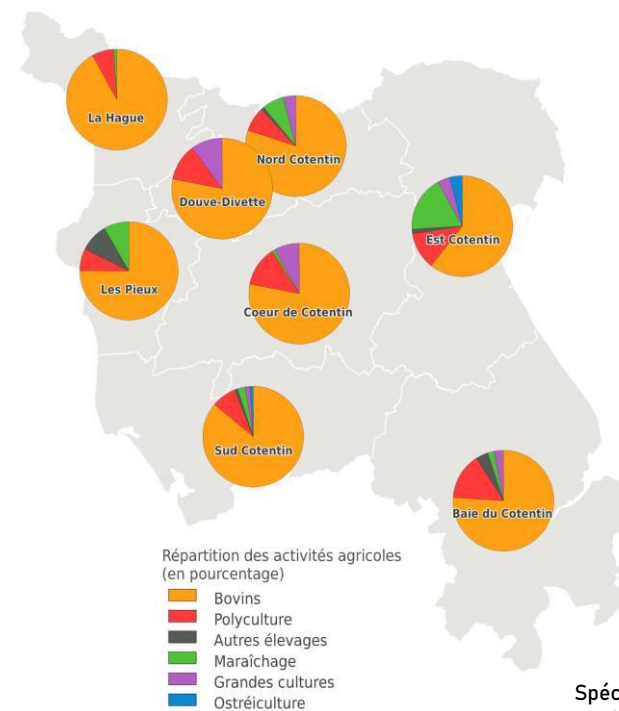 La Hague
Nord Cotentin
Douve-Divette
Est Cotentin
Les Pieux
Coeur de Cotentin
Sud Cotentin
Baie du Cotentin
Répartition des activités agricoles
(en pourcentage)
Bovins
Polyculture
Autres élevages
Maraîchage
Grandes cultures
Ostréiculture
Spéc